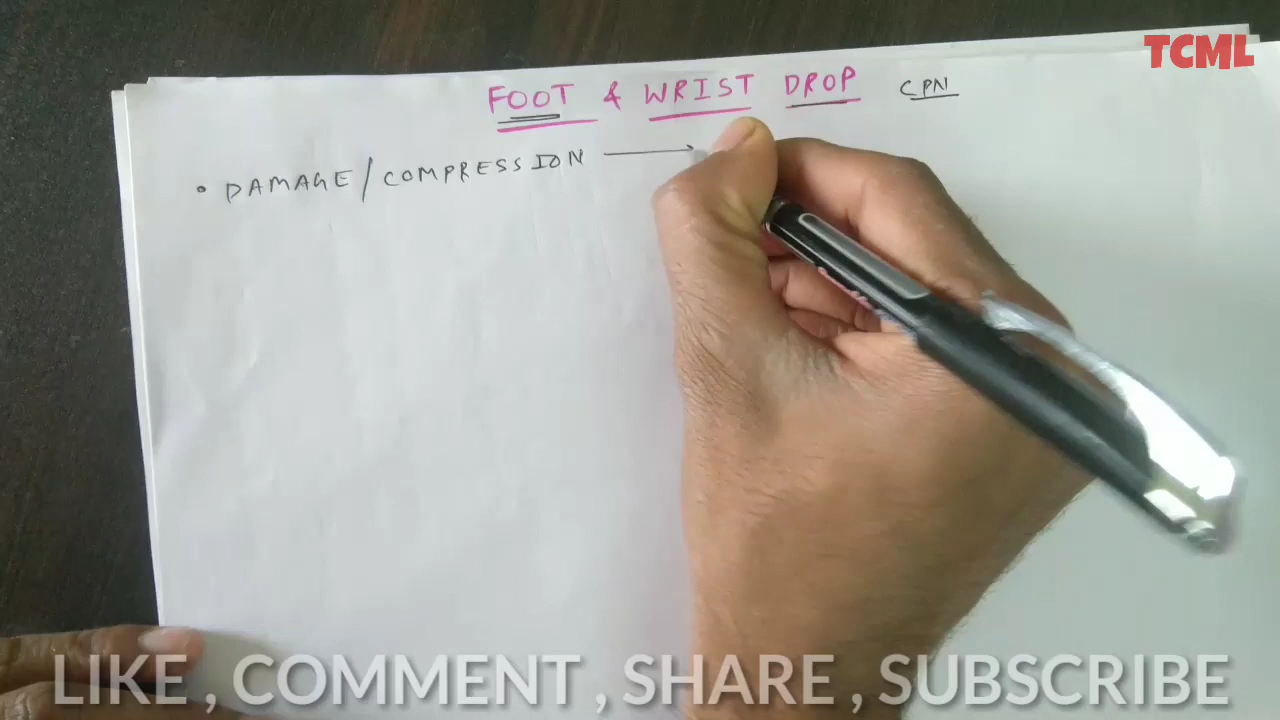 TCML
FOOT & WRIST DROP CPN
• DAMAGE/COMPRESSION →
LIKE , COMMENT , SHARE , SUBSCRIBE